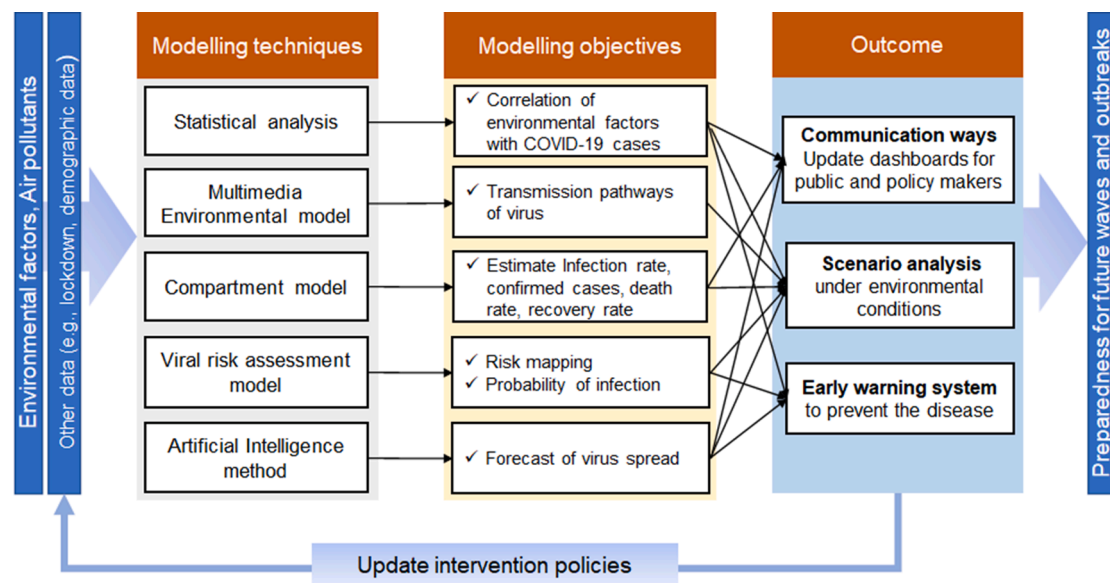 Environmental factors, Air pollutants
Other data (e.g., lockdown, demographic data)
Modelling techniques
Statistical analysis
Multimedia
Environmental model
Compartment model
Viral risk assessment
model
Artificial Intelligence
method
Modelling objectives
✓ Correlation of
environmental factors
with COVID-19 cases
✓ Transmission pathways
of virus
✓ Estimate Infection rate,
confirmed cases, death
rate, recovery rate
✓ Risk mapping
✓ Probability of infection
✓ Forecast of virus spread
Outcome
Communication ways
Update dashboards for
public and policy makers
Scenario analysis
under environmental
conditions
Early warning system
to prevent the disease
Preparedness for future waves and outbreaks
Update intervention policies